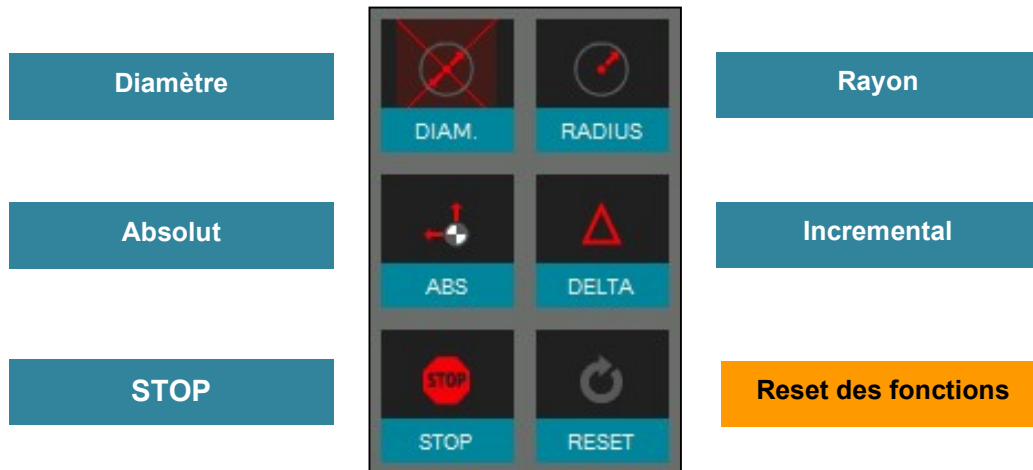 Diamètre
DIAM.
RADIUS
Rayon
Absolut
ABS
DELTA
Incremental
STOP
STOP
STOP
RESET
Reset des fonctions